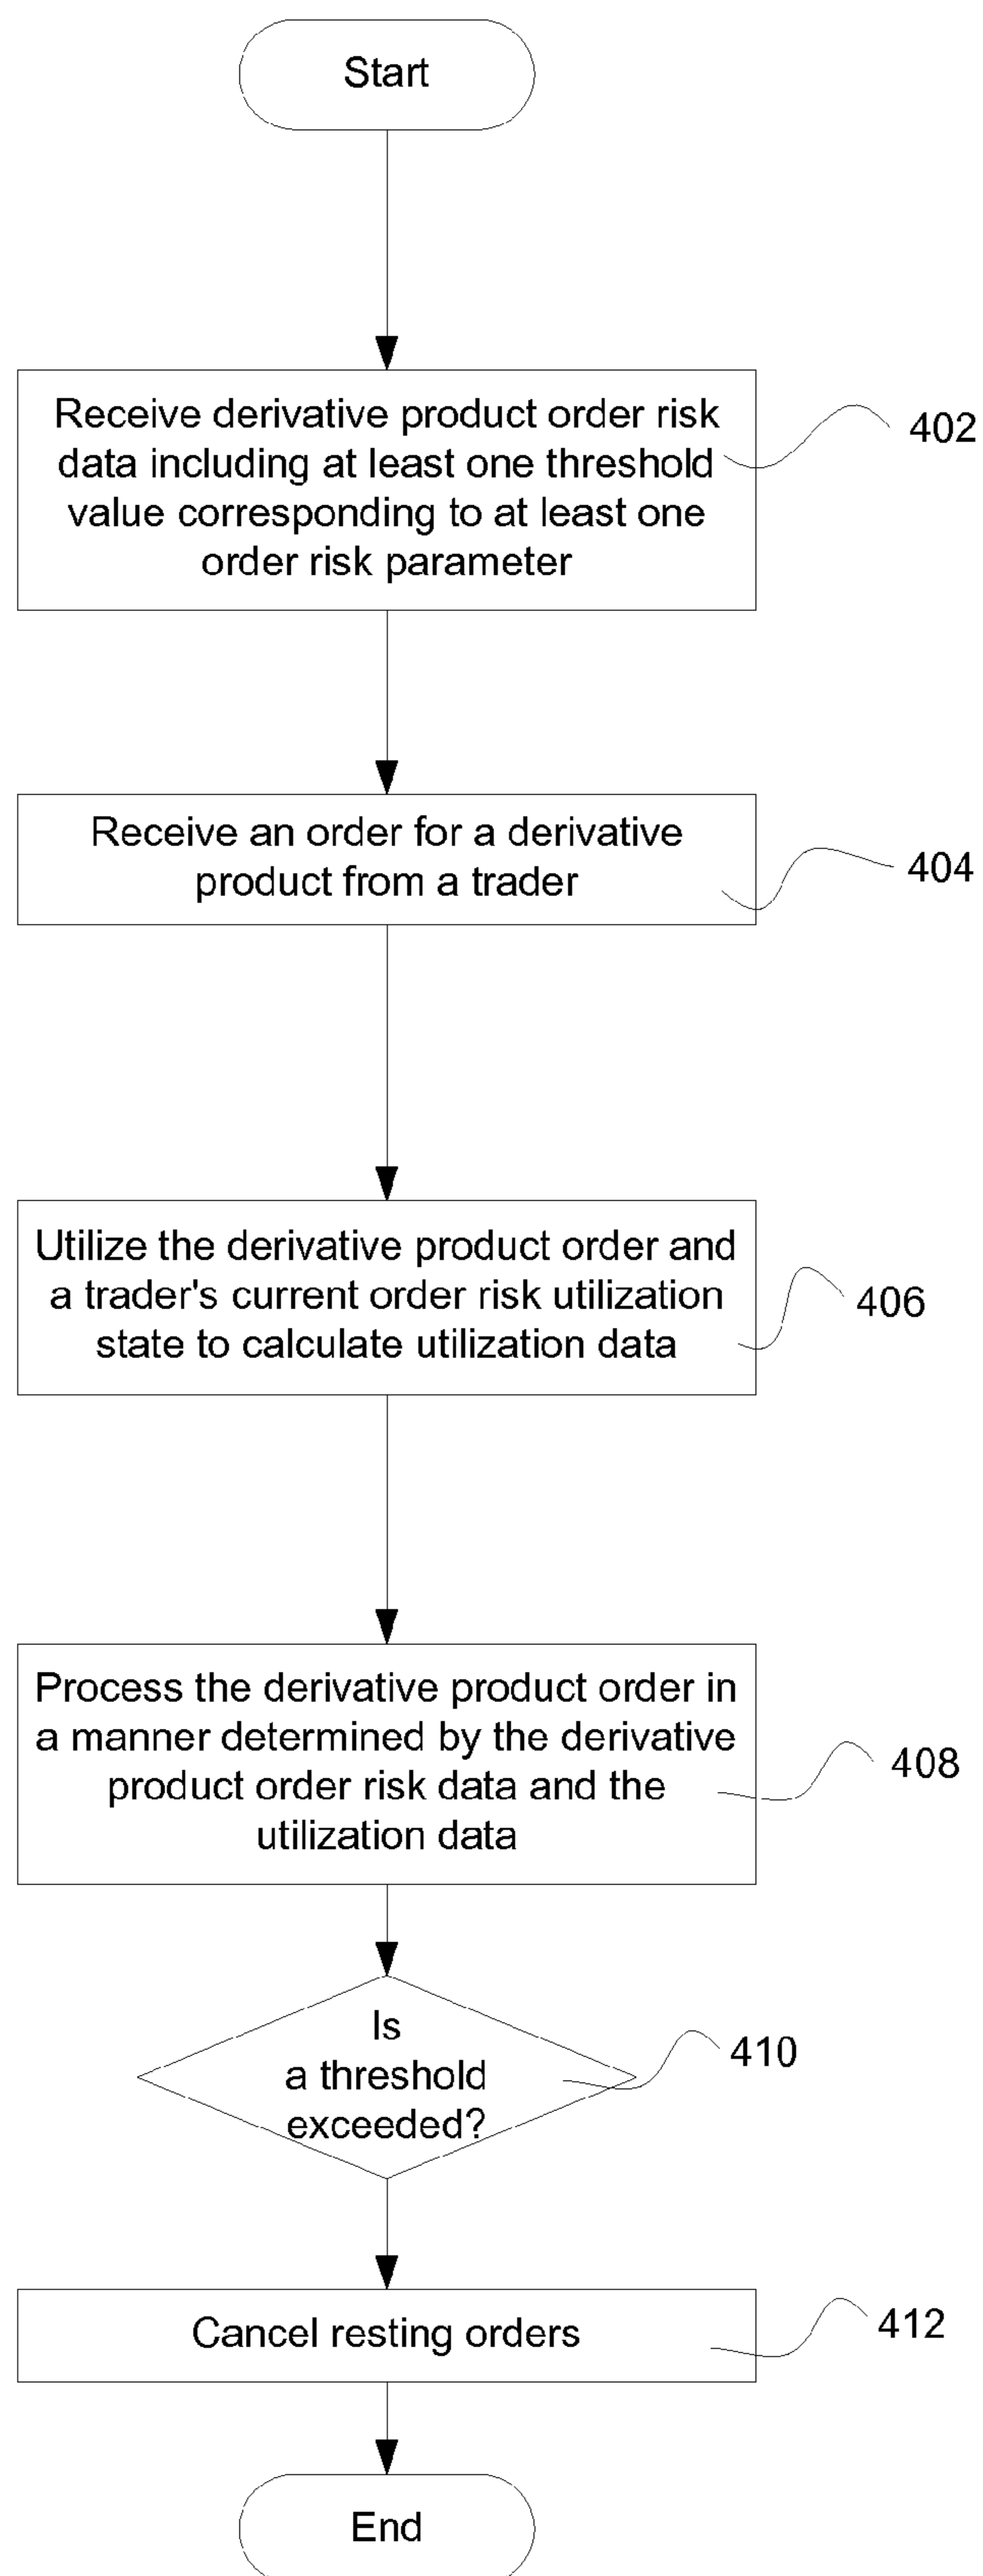 Start
Receive derivative product order risk
data including at least one threshold
value corresponding to at least one
order risk parameter
402
Receive an order for a derivative
product from a trader
404
Utilize the derivative product order and
a trader's current order risk utilization
state to calculate utilization data
406
Process the derivative product order in
a manner determined by the derivative
product order risk data and the
utilization data
408
Is
a threshold
exceeded?
410
Cancel resting orders
412
End